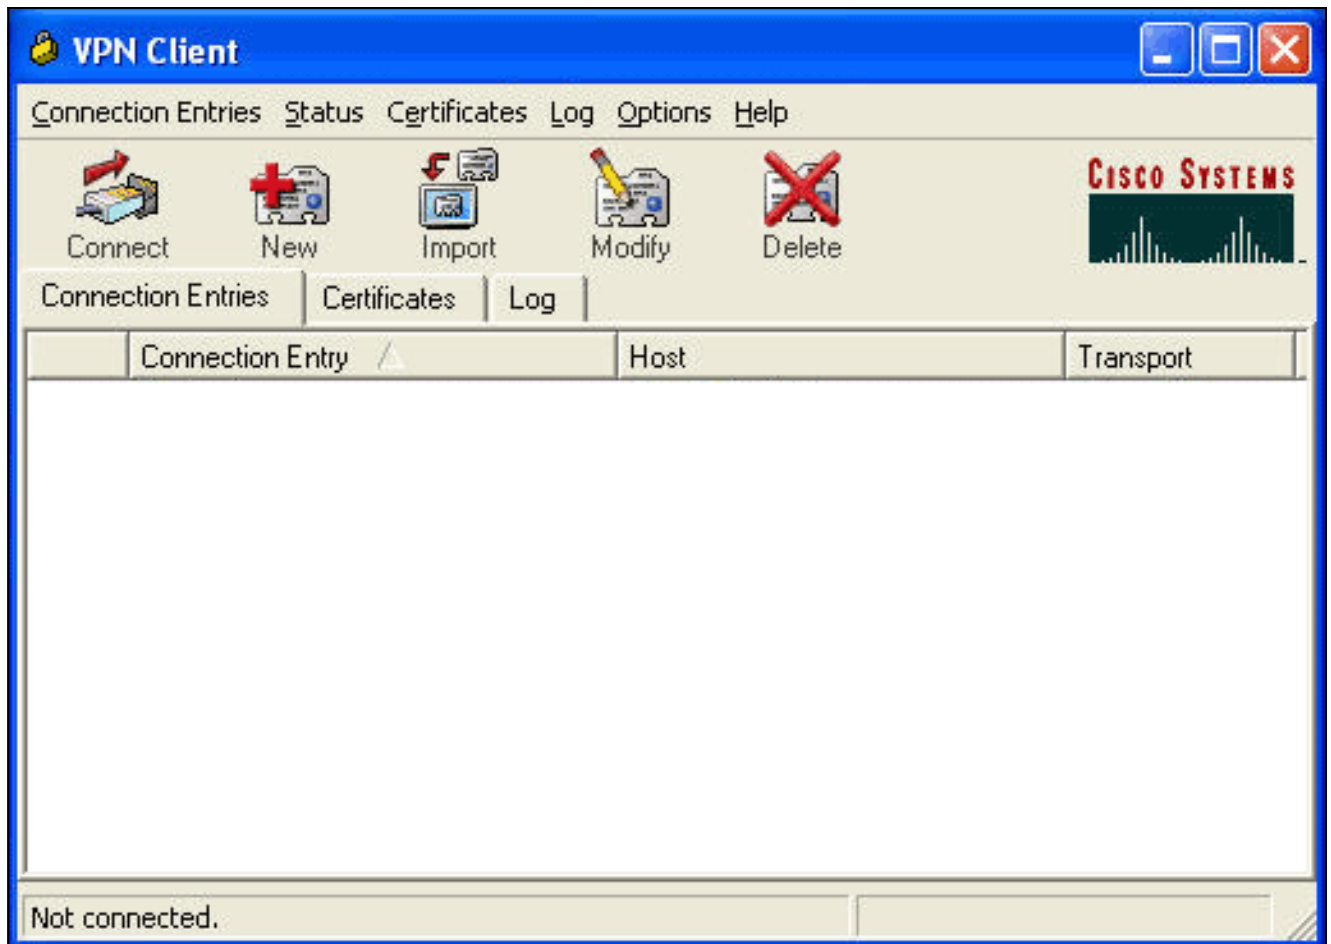 VPN Client
Connection Entries Status Certificates Log Options Help
CISCO SYSTEMS
Connect New Import Modify Delete
Connection Entries Certificates Log
Connection Entry Host Transport
Not connected.